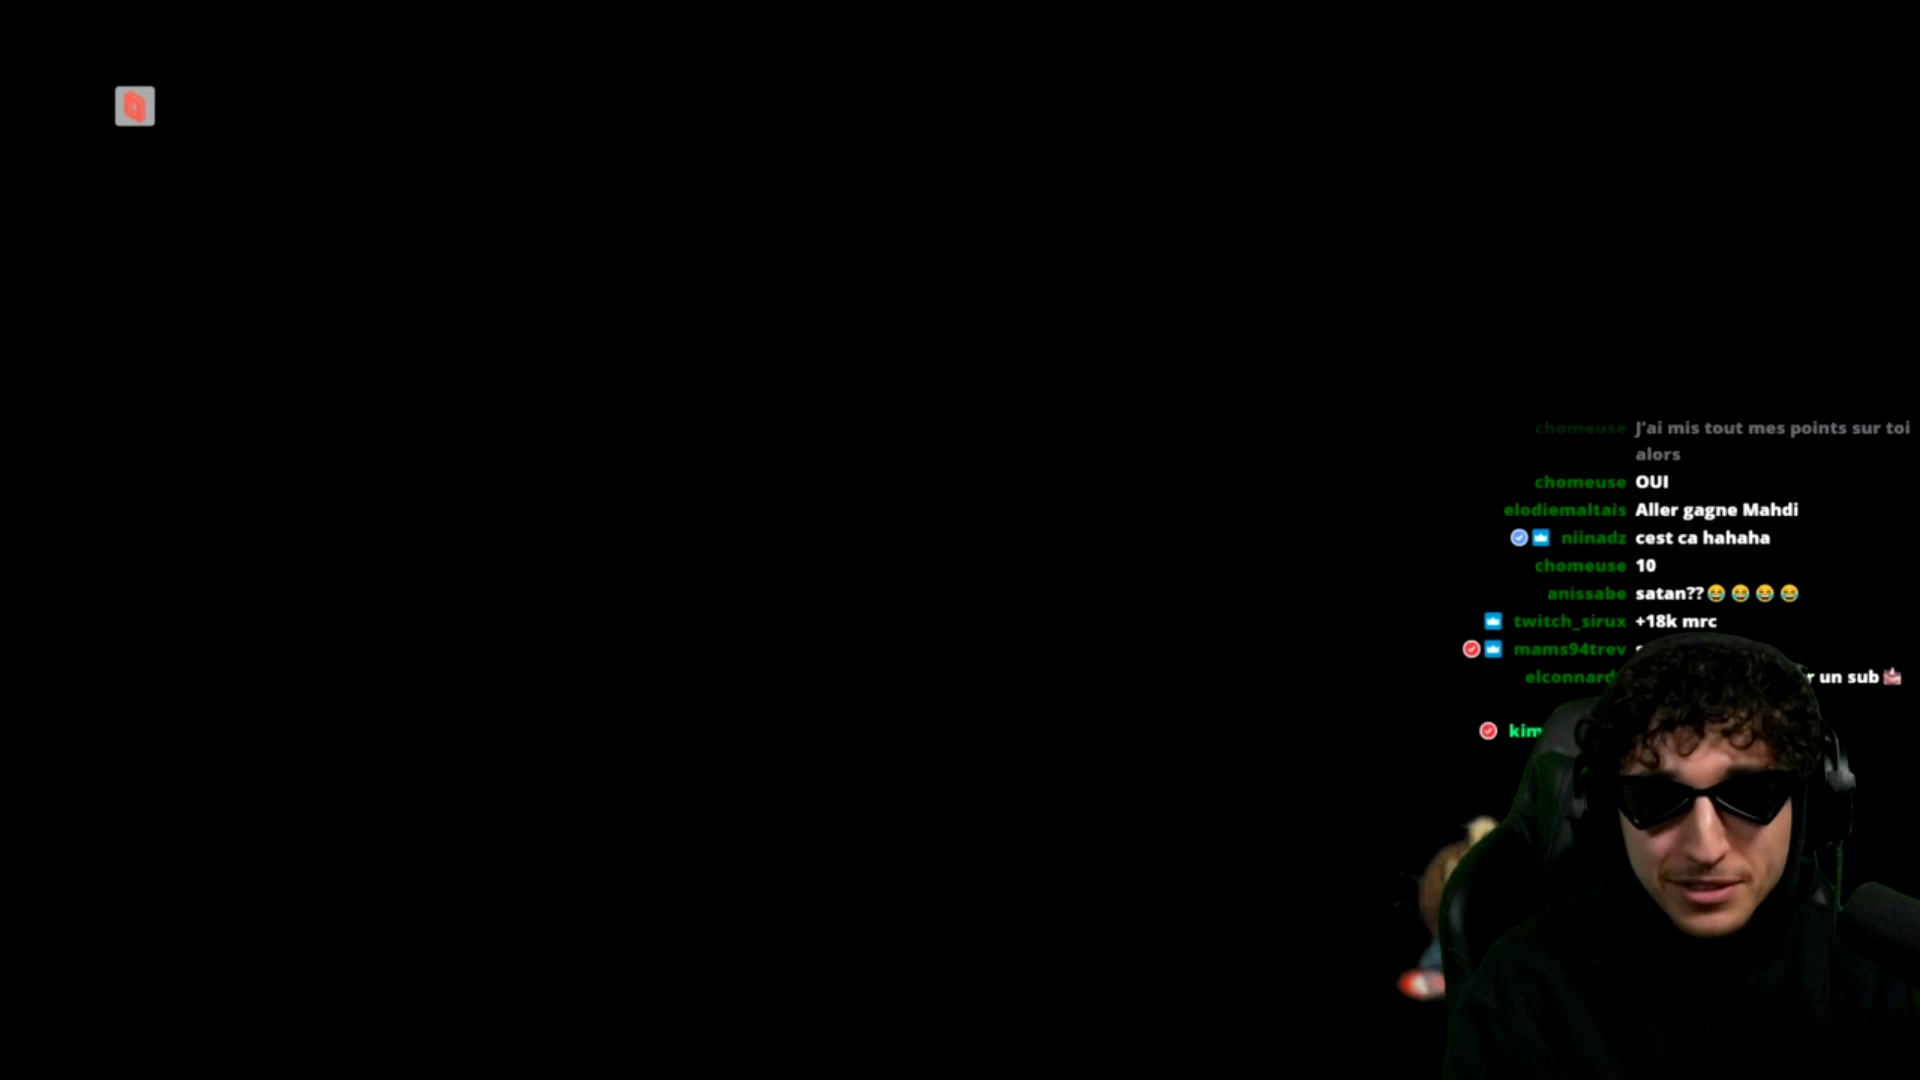 chomeuse J'ai mis tout mes points sur toi
alors
chomeuse OUI
elodiemaltais Aller gagne Mahdi
niinadz cest ca hahaha
chomeuse 10
anissabe satan??😂😂😂😂
twitch_sirux +18k mrc
mams94trev
un sub